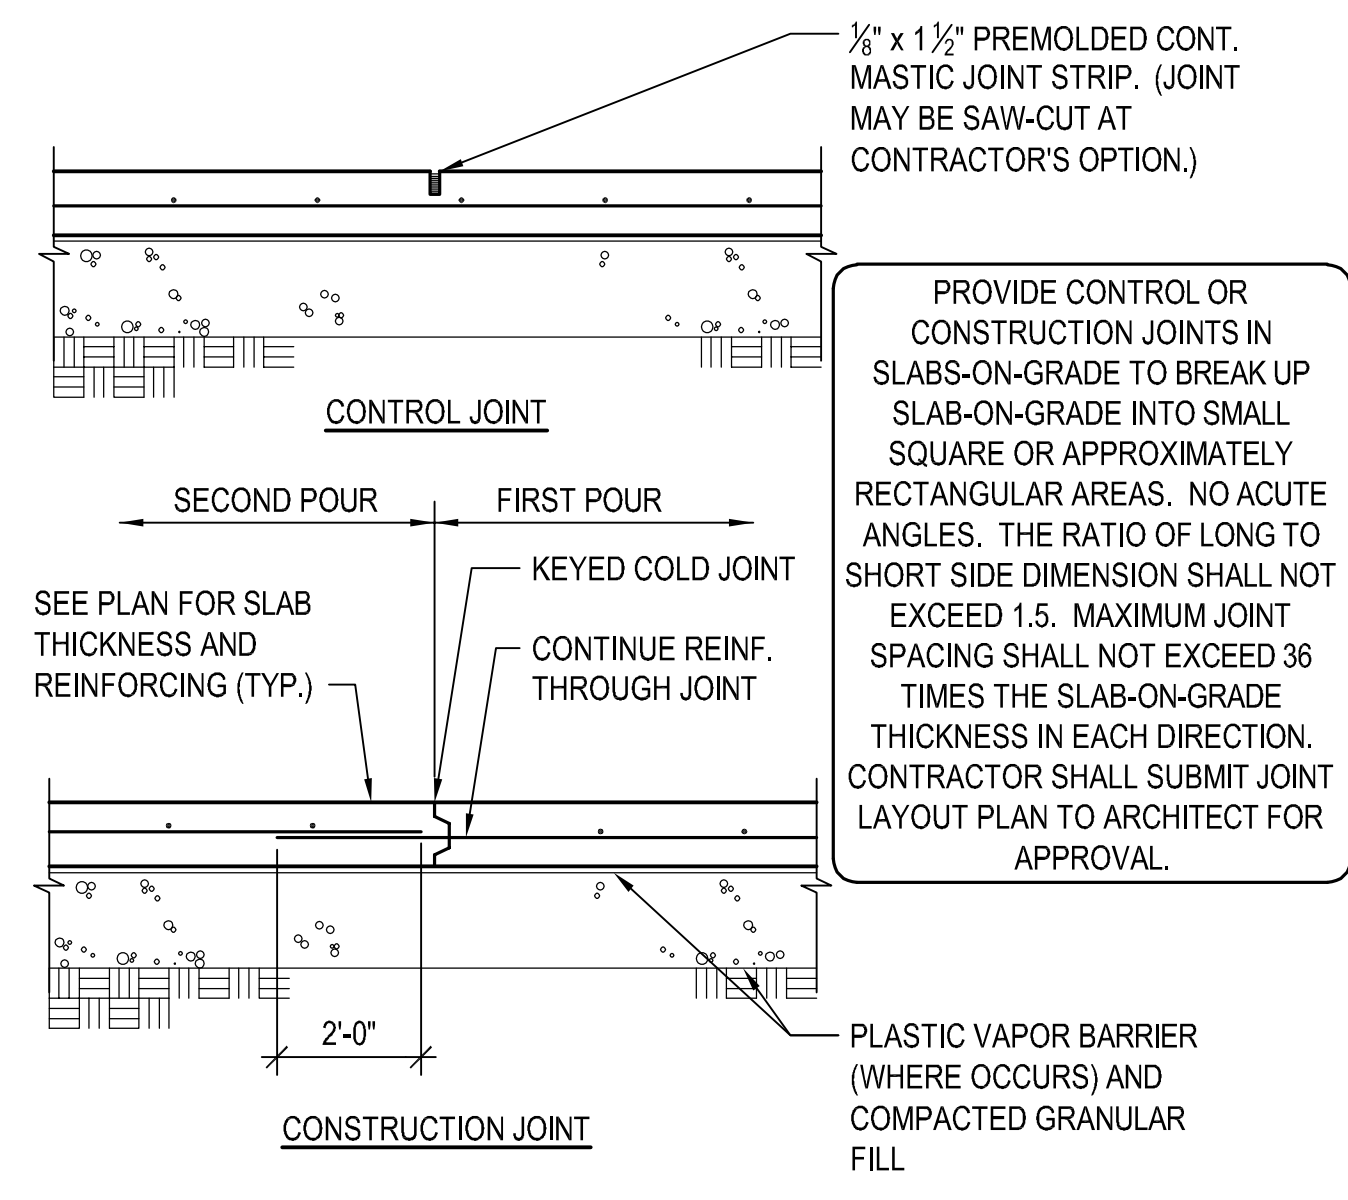 ⅛" x 1 ½" PREMOLDED CONT.
MASTIC JOINT STRIP. (JOINT
MAY BE SAW-CUT AT
CONTRACTOR'S OPTION.)
CONTROL JOINT
PROVIDE CONTROL OR
CONSTRUCTION JOINTS IN
SLABS-ON-GRADE TO BREAK UP
SLAB-ON-GRADE INTO SMALL
SQUARE OR APPROXIMATELY
RECTANGULAR AREAS. NO ACUTE
ANGLES. THE RATIO OF LONG TO
SHORT SIDE DIMENSION SHALL NOT
EXCEED 1.5. MAXIMUM JOINT
SPACING SHALL NOT EXCEED 36
TIMES THE SLAB-ON-GRADE
THICKNESS IN EACH DIRECTION.
CONTRACTOR SHALL SUBMIT JOINT
LAYOUT PLAN TO ARCHITECT FOR
APPROVAL.
SECOND POUR
FIRST POUR
KEYED COLD JOINT
SEE PLAN FOR SLAB
THICKNESS AND
REINFORCING (TYP.)
CONTINUE REINF.
THROUGH JOINT
2'-0"
PLASTIC VAPOR BARRIER
(WHERE OCCURS) AND
COMPACTED GRANULAR
FILL
CONSTRUCTION JOINT